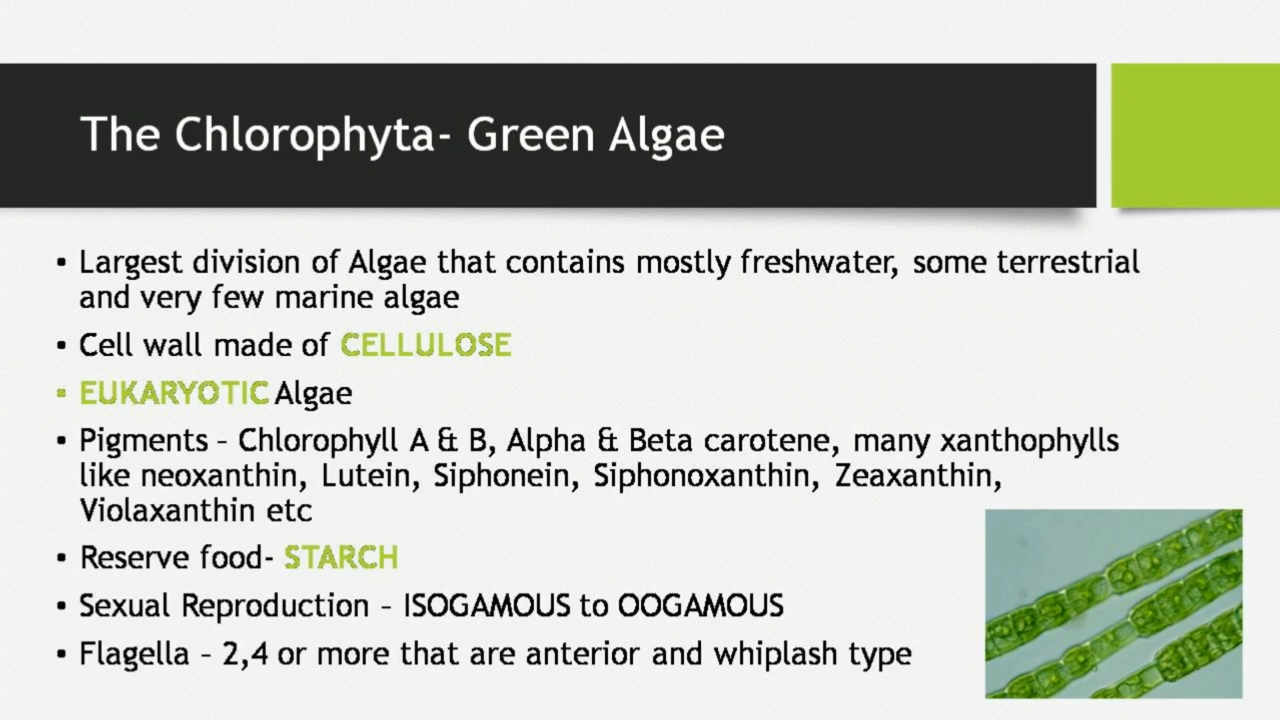 The Chlorophyta- Green Algae
▪ Largest division of Algae that contains mostly freshwater, some terrestrial
and very few marine algae
▪ Cell wall made of CELLULOSE
▪ EUKARYOTIC Algae
▪ Pigments – Chlorophyll A & B, Alpha & Beta carotene, many xanthophylls
like neoxanthin, Lutein, Siphonein, Siphonoxanthin, Zeaxanthin,
Violaxanthin etc
▪ Reserve food- STARCH
▪ Sexual Reproduction – ISOGAMOUS to OOGAMOUS
▪ Flagella – 2,4 or more that are anterior and whiplash type